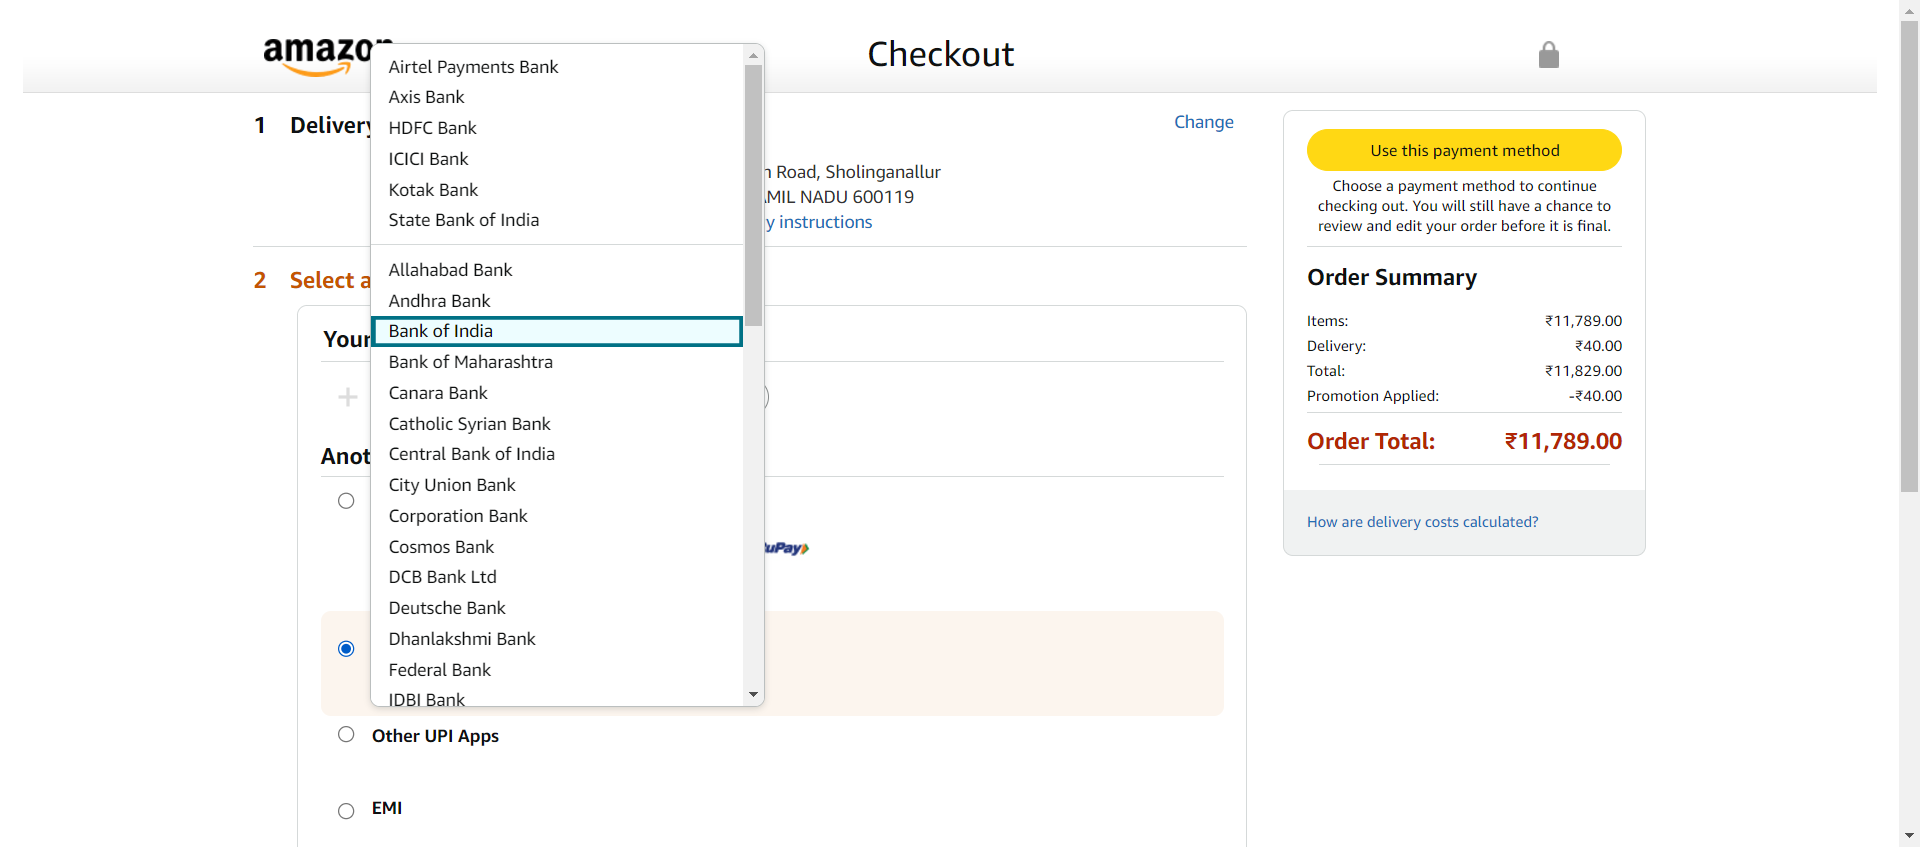 amazon
Checkout
1 Delivery
Change
Road, Sholinganallur
TAMIL NADU 600119
instructions
2 Select a
Your
Anot
RuPay
Airtel Payments Bank
Axis Bank
HDFC Bank
ICICI Bank
Kotak Bank
State Bank of India
Allahabad Bank
Andhra Bank
Bank of India
Bank of Maharashtra
Canara Bank
Catholic Syrian Bank
Central Bank of India
City Union Bank
Corporation Bank
Cosmos Bank
DCB Bank Ltd
Deutsche Bank
Dhanlakshmi Bank
Federal Bank
IDBI Bank
Other UPI Apps
EMI
Use this payment method
Choose a payment method to continue
checking out. You will still have a chance to
review and edit your order before it is final.
Order Summary
Items: ₹11,789.00
Delivery: ₹40.00
Total: ₹11,829.00
Promotion Applied: -₹40.00
Order Total: ₹11,789.00
How are delivery costs calculated?